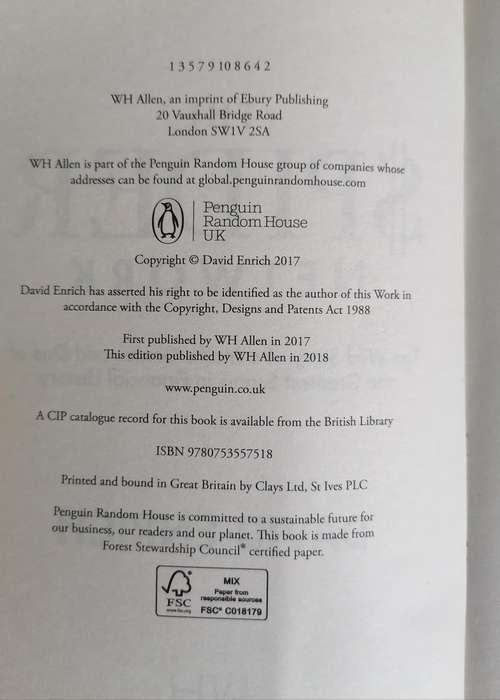 1 3 5 7 9 10 8 6 4 2
WH Allen, an imprint of Ebury Publishing
20 Vauxhall Bridge Road
London SW1V 2SA
WH Allen is part of the Penguin Random House group of companies whose
addresses can be found at global.penguinrandomhouse.com
Penguin
Random House
UK
Copyright © David Enrich 2017
David Enrich has asserted his right to be identified as the author of this Work in
accordance with the Copyright, Designs and Patents Act 1988
First published by WH Allen in 2017
This edition published by WH Allen in 2018
www.penguin.co.uk
A CIP catalogue record for this book is available from the British Library
ISBN 9780753557518
Printed and bound in Great Britain by Clays Ltd, St Ives PLC
Penguin Random House is committed to a sustainable future for
our business, our readers and our planet. This book is made from
Forest Stewardship Council® certified paper.
FSC
www.fsc.org
MIX
Paper from
responsible sources
FSC® C018179